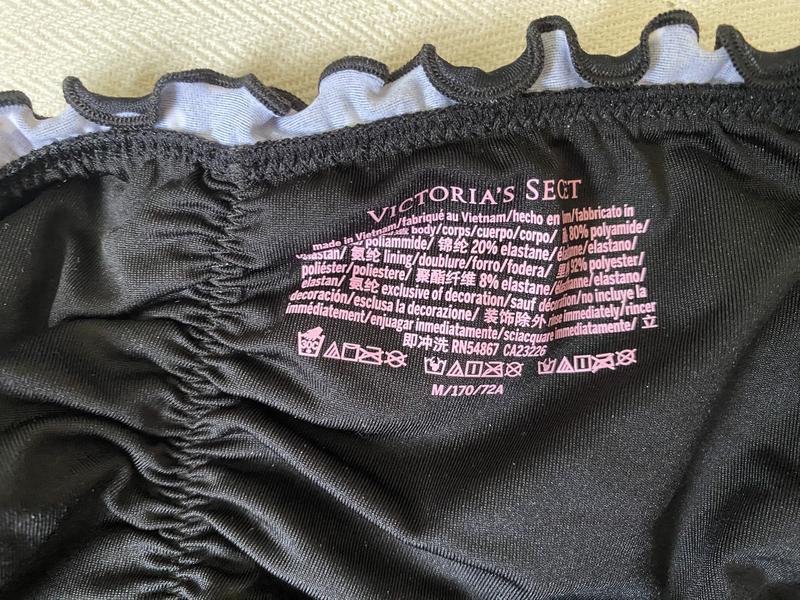 VICTORIA'S SECT
made in Vietnam/fabriqué au Vietnam/hecho en /fabbricato in
body/corps/cuerpo/corpo/ 80% polyamide/
poliammide/ 锦纶 20% elastane/ /elastano/
elastan/ 氨纶 lining/doublure/forro/fodera/ 92% polyester/
poliéster/poliestere/ 聚酯纤维 8% elastane/ /elastano/
elastan/ 氨纶 exclusive of decoration/sauf décoration/no incluye la
decoración/esclusa la decorazione/ 装饰除外 rinse immediately/rincer
immédiatement/enjuagar inmediatamente/sciacquare immediatamente/ 立
即冲洗 RN54867 CA23226
30C
M/170/72A